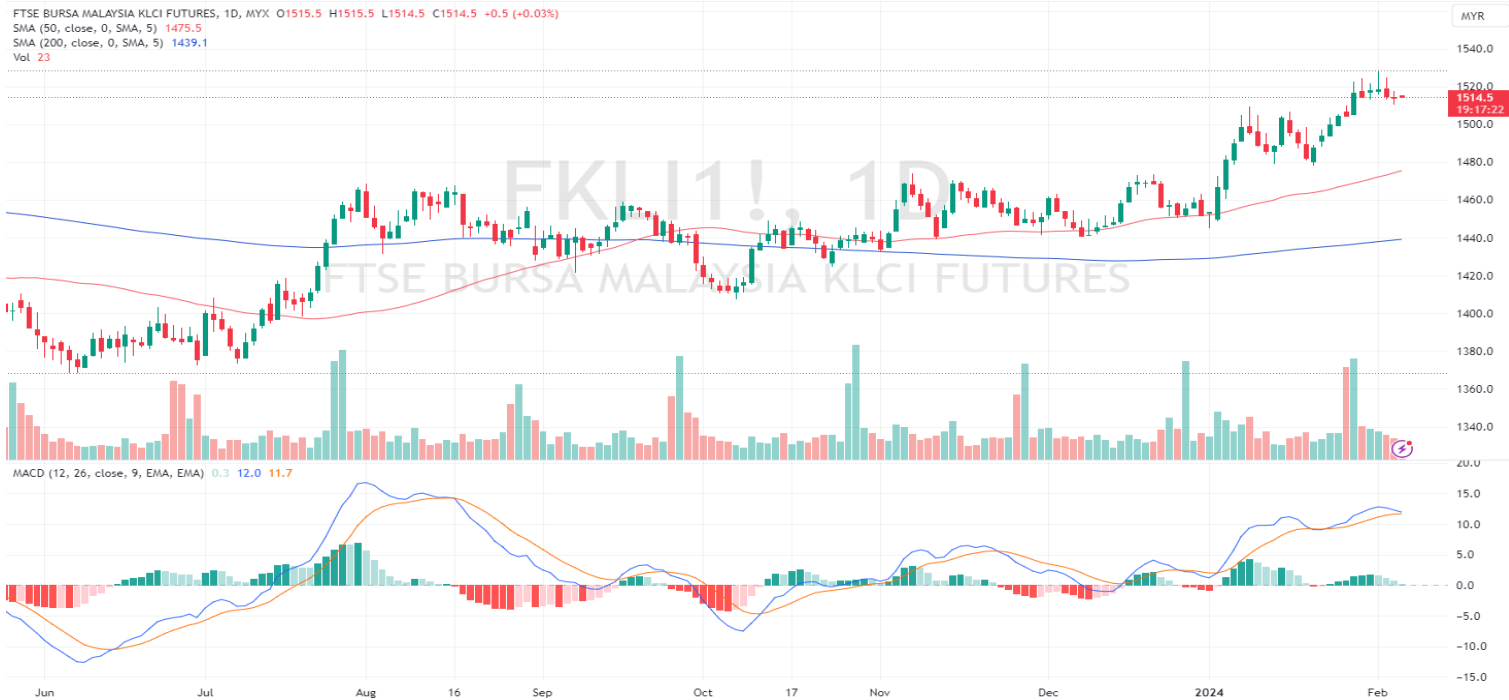 FTSE BURSA MALAYSIA KLCI FUTURES, 1D, MYX O1515.5 H1515.5 L1514.5 C1514.5 +0.5 (+0.03%)
SMA (50, close, 0, SMA, 5) 1475.5
SMA (200, close, 0, SMA, 5) 1439.1
Vol 23
MYR
1540.0
1520.0
1514.5
19:17:22
1500.0
1480.0
1460.0
1440.0
1420.0
1400.0
1380.0
1360.0
1340.0
FKLI1!, 1D
FTSE BURSA MALAYSIA KLCI FUTURES
MACD (12, 26, close, 9, EMA, EMA) 0.3 12.0 11.7
20.0
15.0
10.0
5.0
0.0
−5.0
−10.0
−15.0
Jun Jul Aug 16 Sep Oct 17 Nov Dec 2024 Feb